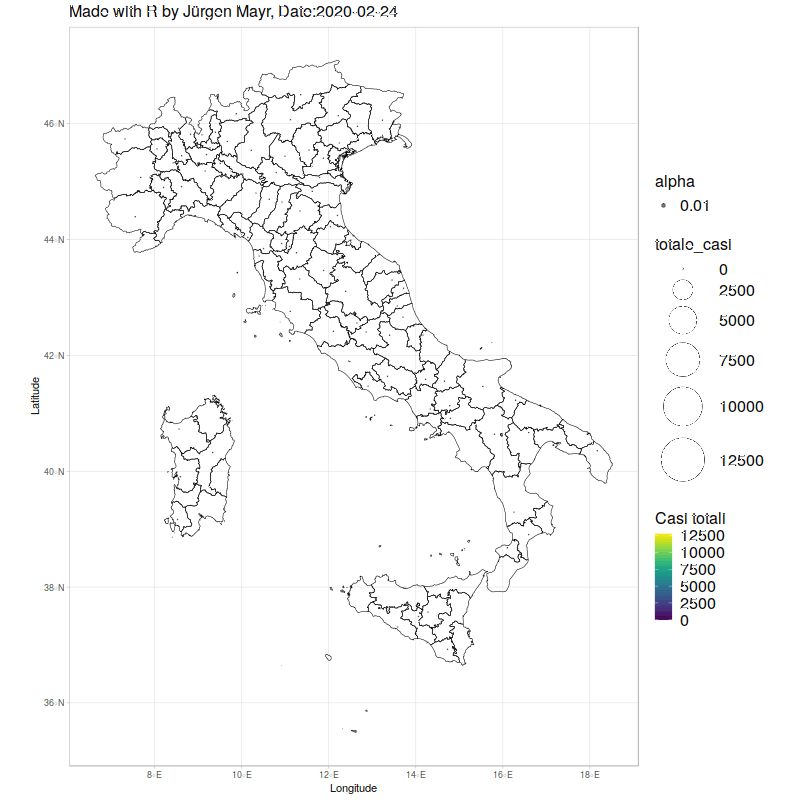 Made with R by Jürgen Mayr, Date:2020-02-24
46°N
44°N
42°N
40°N
38°N
36°N
Latitude
8°E
10°E
12°E
14°E
16°E
18°E
Longitude
alpha
0.01
totale_casi
0
2500
5000
7500
10000
12500
Casi totali
12500
10000
7500
5000
2500
0